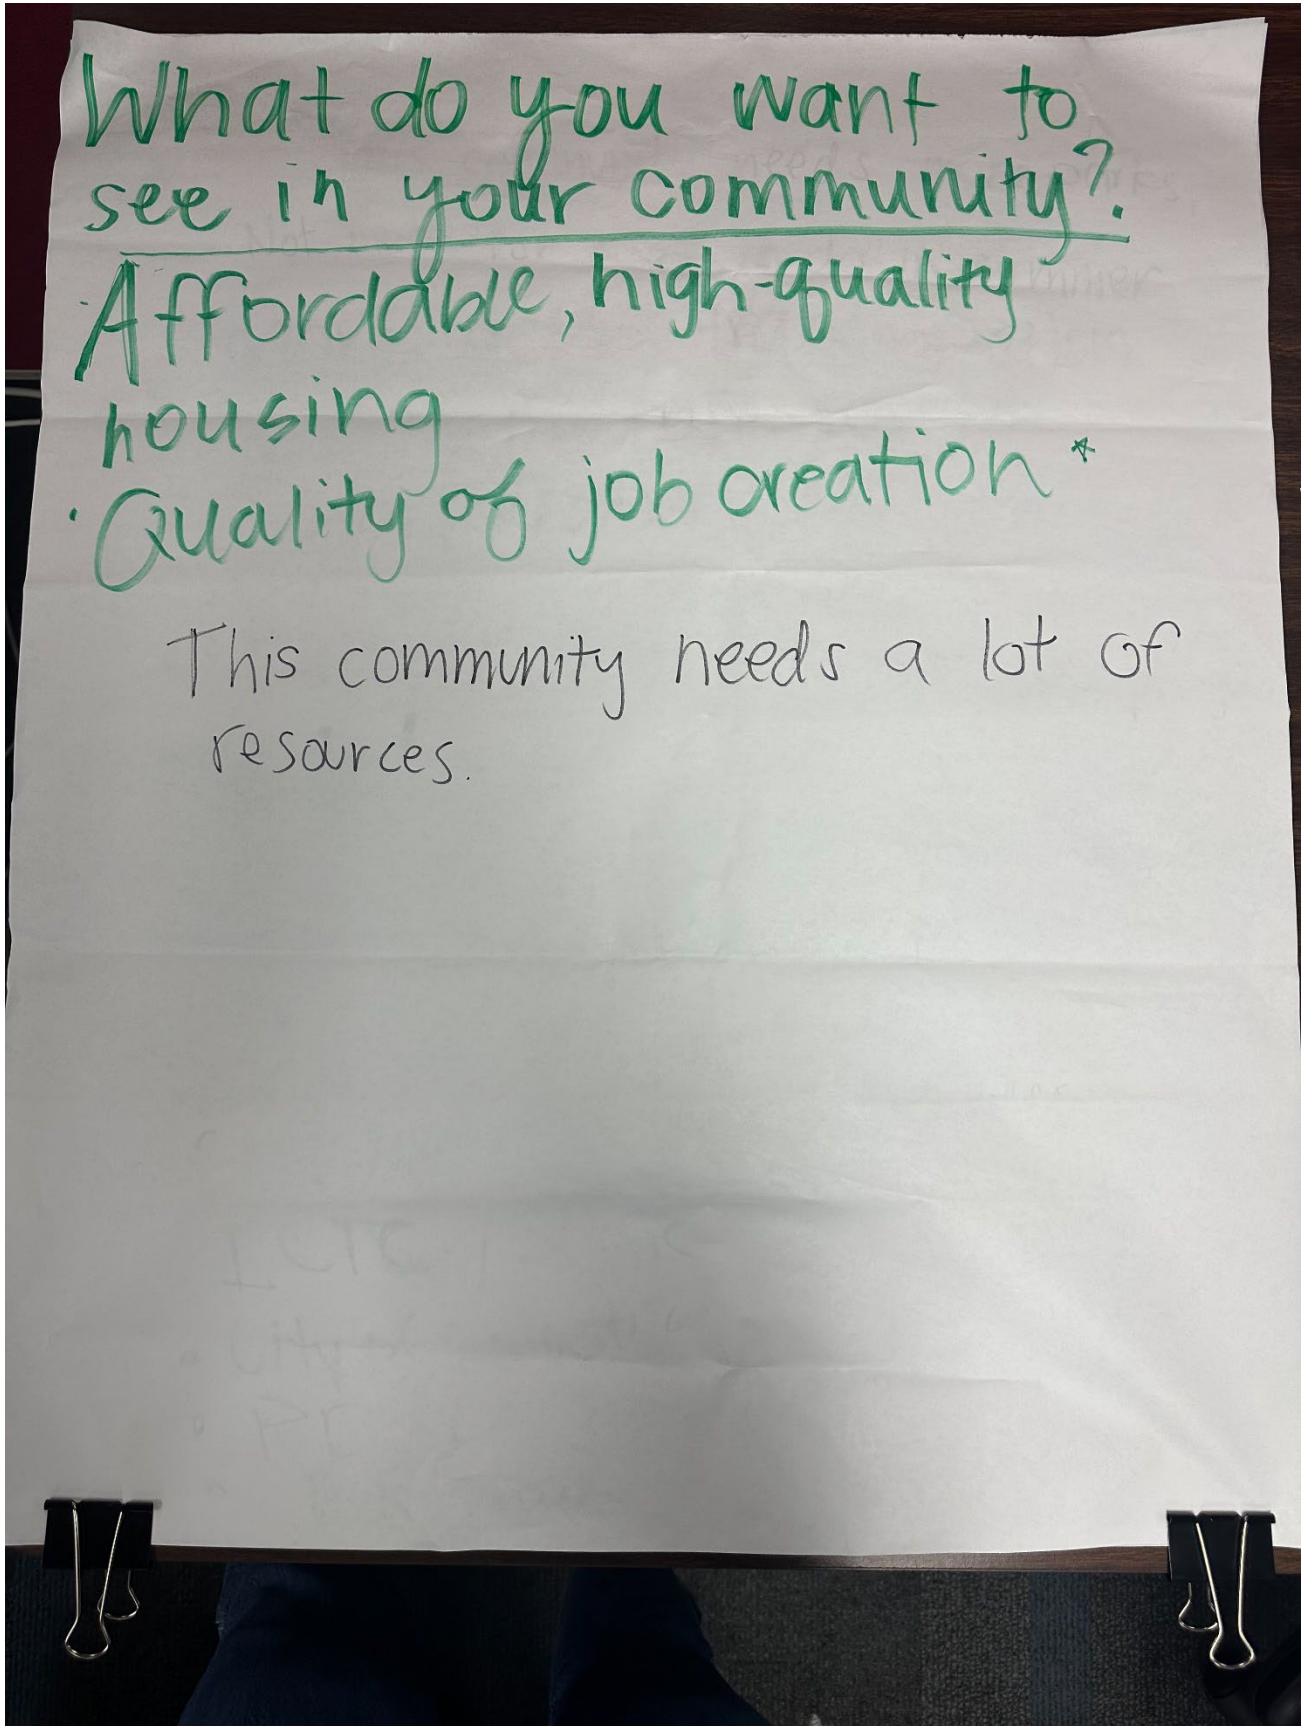 What do you want to
see in your community?
· Affordable, high-quality
housing
· Quality of job creation *
This community needs a lot of
resources.